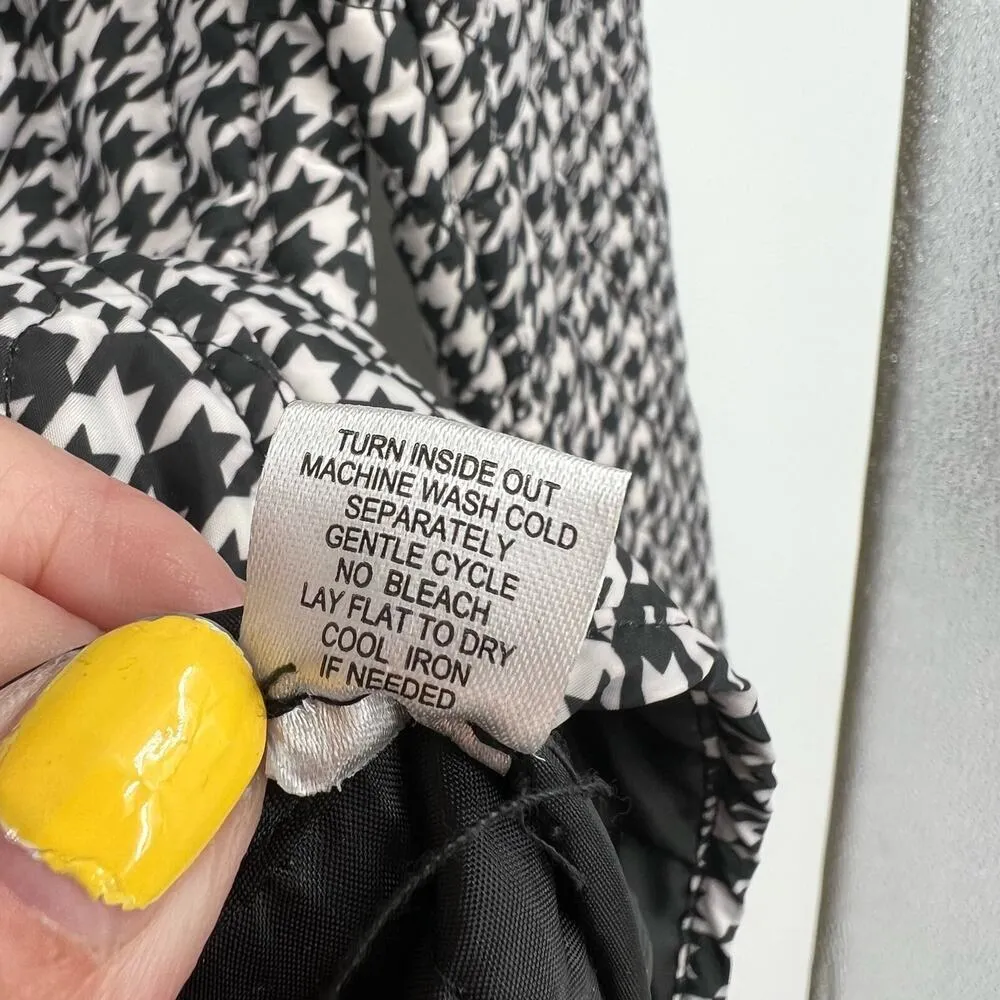 TURN INSIDE OUT
MACHINE WASH COLD
SEPARATELY
GENTLE CYCLE
NO BLEACH
LAY FLAT TO DRY
COOL IRON
IF NEEDED